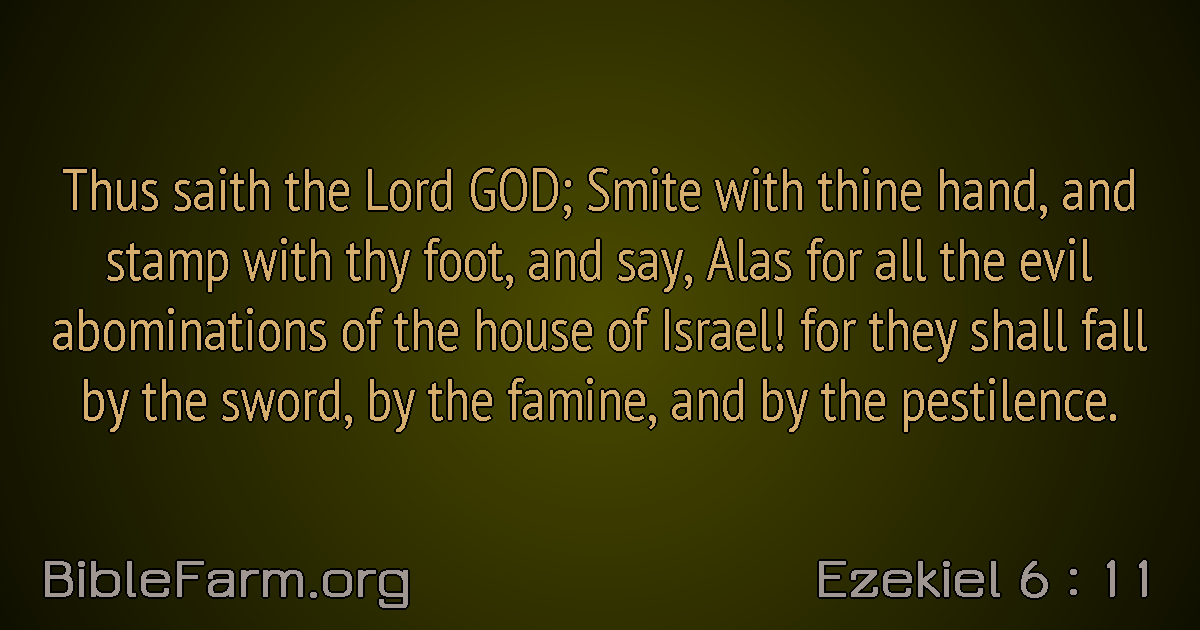 Thus saith the Lord GOD; Smite with thine hand, and
stamp with thy foot, and say, Alas for all the evil
abominations of the house of Israel! for they shall fall
by the sword, by the famine, and by the pestilence.
BibleFarm.org
Ezekiel 6 : 11